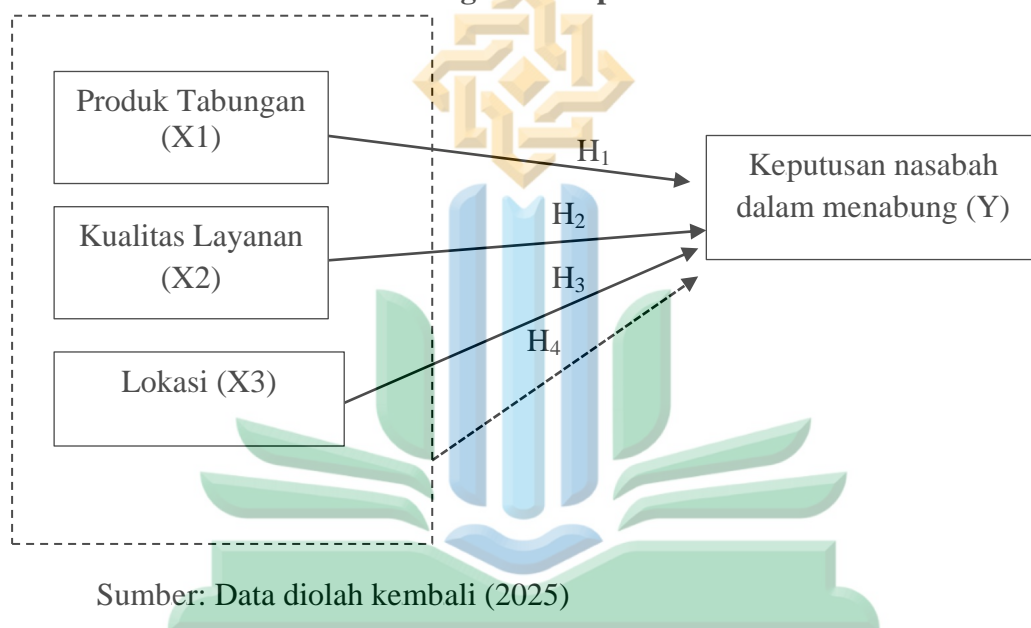 Produk Tabungan
(X1)
H₁
Keputusan nasabah
dalam menabung (Y)
Kualitas Layanan
(X2)
H₂
H₃
H₄
Lokasi (X3)
Sumber: Data diolah kembali (2025)